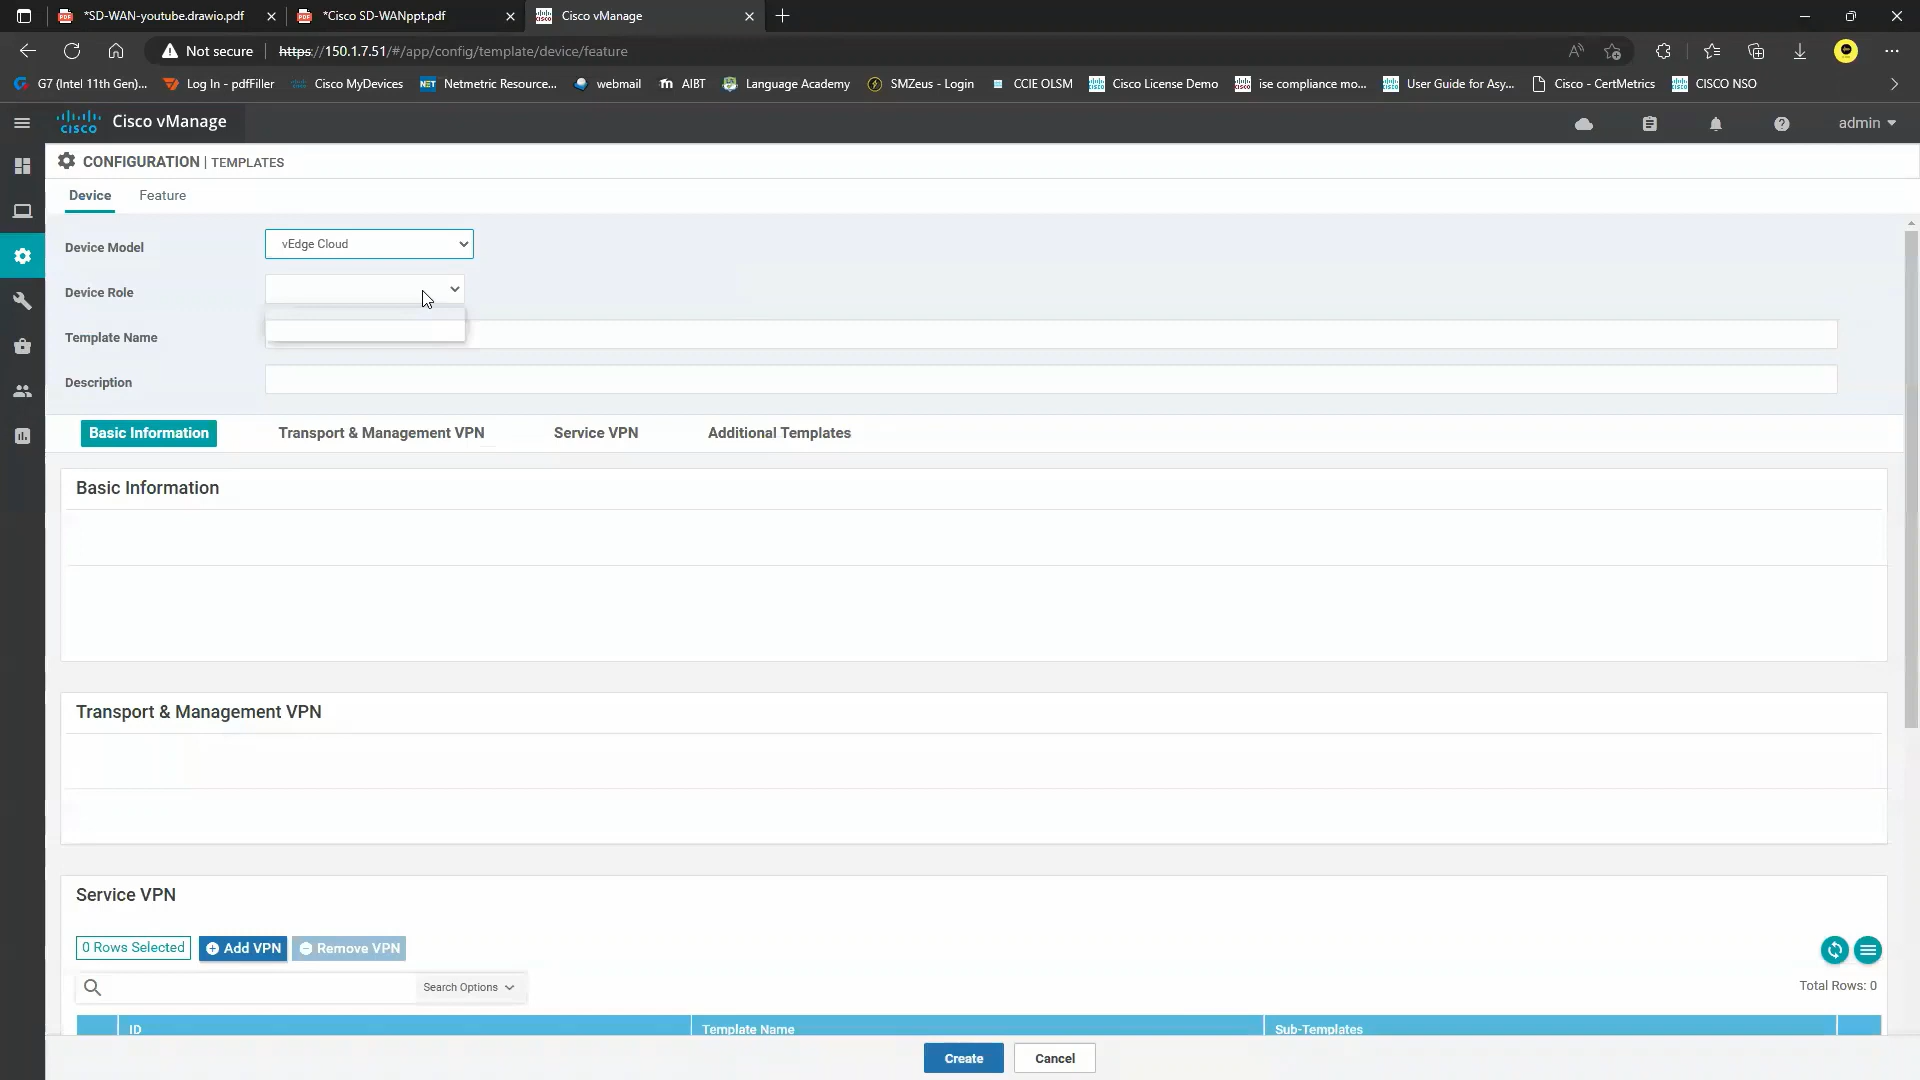 *SD-WAN-youtube.drawio.pdf
*Cisco SD-WANppt.pdf
Cisco vManage
Not secure
https://150.1.7.51/#/app/config/template/device/feature
G7 (Intel 11th Gen)...
Log In - pdfFiller
Cisco MyDevices
Netmetric Resource...
webmail
AIBT
Language Academy
SMZeus - Login
CCIE OLSM
Cisco License Demo
ise compliance mo...
User Guide for Asy...
Cisco - CertMetrics
CISCO NSO
cisco
Cisco vManage
admin
CONFIGURATION | TEMPLATES
Device
Feature
Device Model
vEdge Cloud
Device Role
Template Name
Description
Basic Information
Transport & Management VPN
Service VPN
Additional Templates
Basic Information
Transport & Management VPN
Service VPN
0 Rows Selected
Add VPN
Remove VPN
Search Options
Total Rows: 0
ID
Template Name
Sub-Templates
Create
Cancel